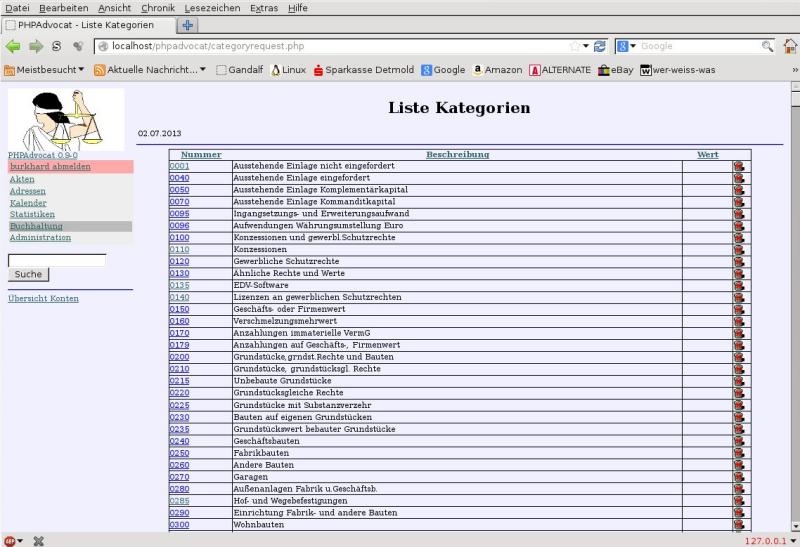 Datei Bearbeiten Ansicht Chronik Lesezeichen Extras Hilfe
PHPAdvocat - Liste Kategorien
localhost/phpadvocat/categoryrequest.php
Google
Meistbesucht Aktuelle Nachricht... Gandalf Linux Sparkasse Detmold Google Amazon ALTERNATE eBay wer-weiss-was »
Liste Kategorien
02.07.2013
PHPAdvocat 0.9-0
burkhard abmelden
Akten
Adressen
Kalender
Statistiken
Buchhaltung
Administration
Suche
Übersicht Konten
Nummer Beschreibung Wert
0001 Ausstehende Einlage nicht eingefordert
0040 Ausstehende Einlage eingefordert
0050 Ausstehende Einlage Komplementärkapital
0070 Ausstehende Einlage Kommanditkapital
0095 Ingangsetzungs- und Erweiterungsaufwand
0096 Aufwendungen Währungsumstellung Euro
0100 Konzessionen und gewerbl.Schutzrechte
0110 Konzessionen
0120 Gewerbliche Schutzrechte
0130 Ähnliche Rechte und Werte
0135 EDV-Software
0140 Lizenzen an gewerblichen Schutzrechten
0150 Geschäfts- oder Firmenwert
0160 Verschmelzungsmehrwert
0170 Anzahlungen immaterielle VermG
0179 Anzahlungen auf Geschäfts-, Firmenwert
0200 Grundstücke,grndst.Rechte und Bauten
0210 Grundstücke, grundstücksgl. Rechte
0215 Unbebaute Grundstücke
0220 Grundstücksgleiche Rechte
0225 Grundstücke mit Substanzverzehr
0230 Bauten auf eigenen Grundstücken
0235 Grundstückswert bebauter Grundstücke
0240 Geschäftsbauten
0250 Fabrikbauten
0260 Andere Bauten
0270 Garagen
0280 Außenanlagen Fabrik u.Geschäftsb.
0285 Hof- und Wegebefestigungen
0290 Einrichtung Fabrik- und andere Bauten
0300 Wohnbauten
127.0.0.1